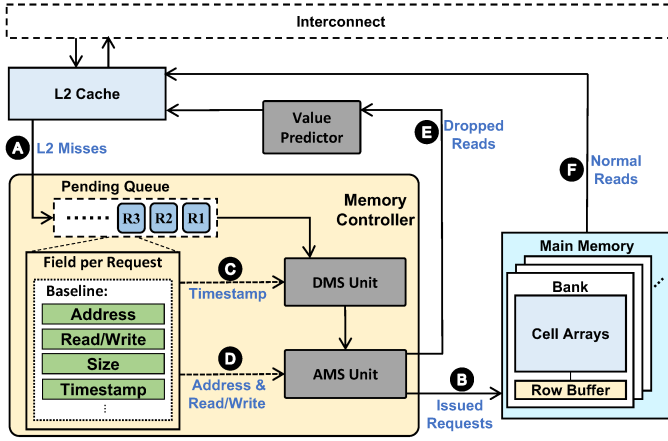 Interconnect
L2 Cache
Value
Predictor
E
Dropped
Reads
A
L2 Misses
F
Normal
Reads
Pending Queue
Memory
Controller
......
R3
R2
R1
Field per Request
Baseline:
Address
Read/Write
Size
Timestamp
C
Timestamp
DMS Unit
D
Address &
Read/Write
AMS Unit
B
Issued
Requests
Main Memory
Bank
Cell Arrays
Row Buffer